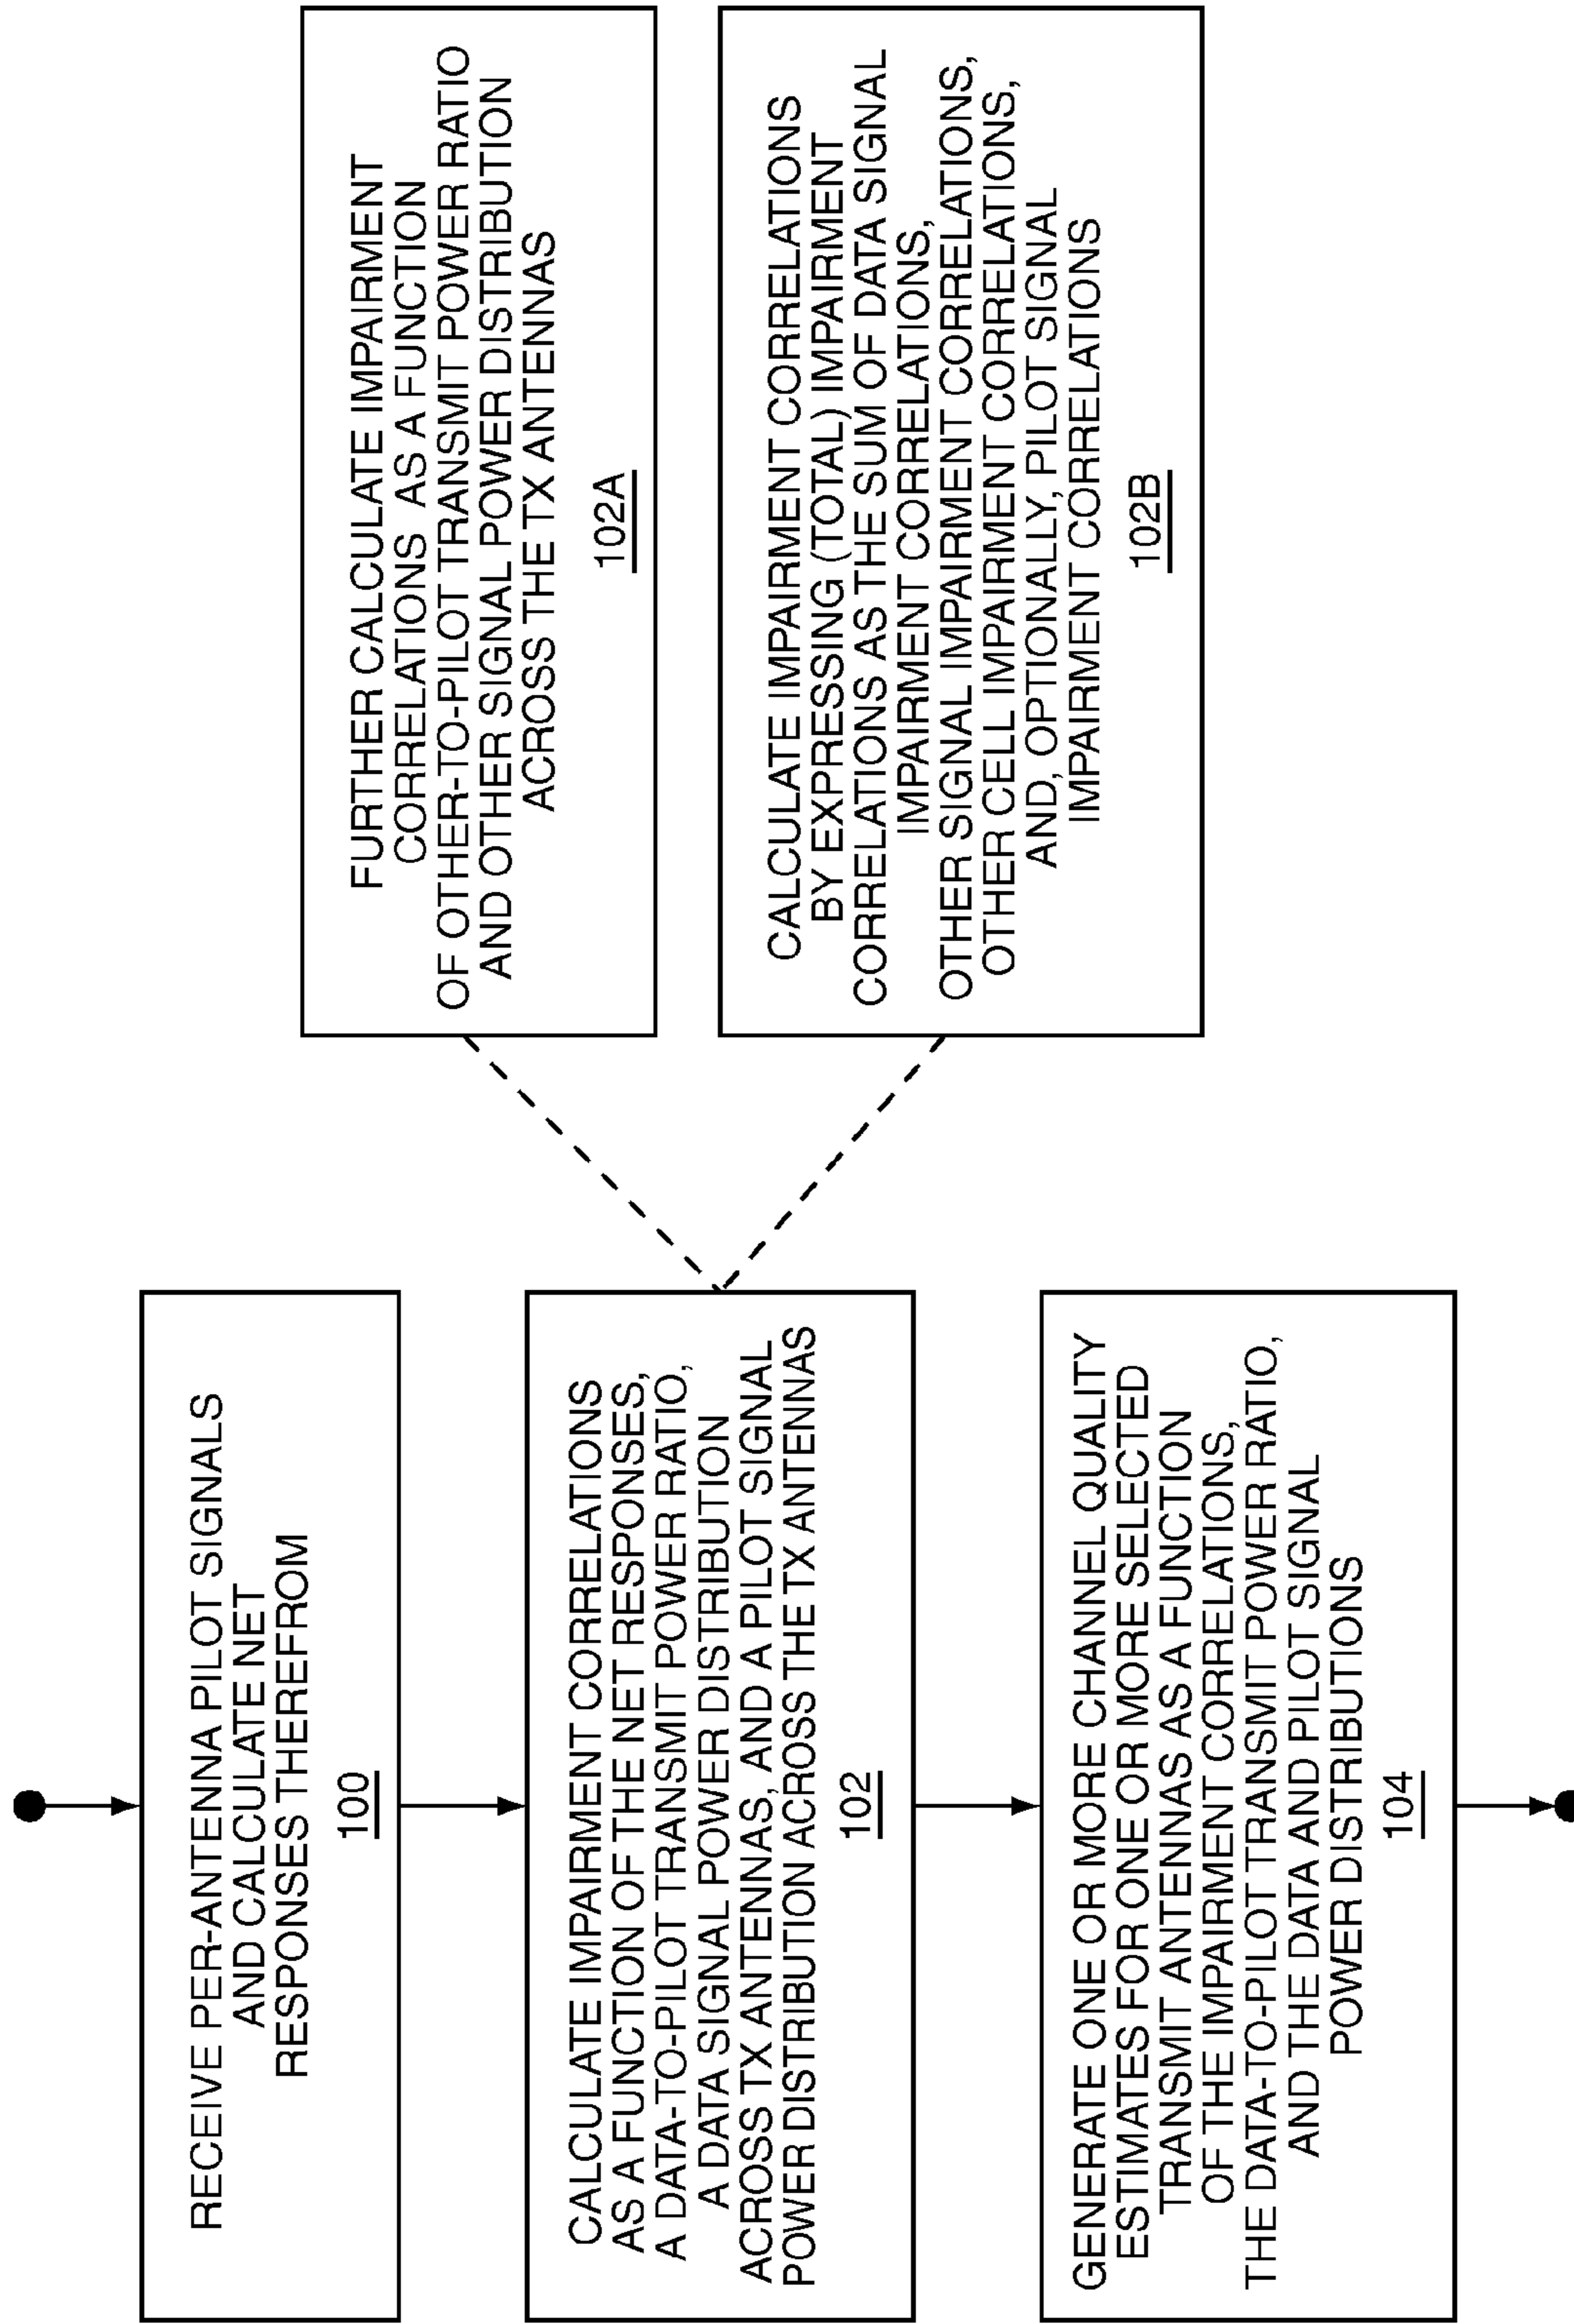 RECEIVE PER-ANTENNA PILOT SIGNALS
AND CALCULATE NET
RESPONSES THEREFROM
100
CALCULATE IMPAIRMENT CORRELATIONS
AS A FUNCTION OF THE NET RESPONSES,
A DATA-TO-PILOT TRANSMIT POWER RATIO,
A DATA SIGNAL POWER DISTRIBUTION
ACROSS TX ANTENNAS, AND A PILOT SIGNAL
POWER DISTRIBUTION ACROSS THE TX ANTENNAS
102
GENERATE ONE OR MORE CHANNEL QUALITY
ESTIMATES FOR ONE OR MORE SELECTED
TRANSMIT ANTENNAS AS A FUNCTION
OF THE IMPAIRMENT CORRELATIONS,
THE DATA-TO-PILOT TRANSMIT POWER RATIO,
AND THE DATA AND PILOT SIGNAL
POWER DISTRIBUTIONS
104
FURTHER CALCULATE IMPAIRMENT
CORRELATIONS AS A FUNCTION
OF OTHER-TO-PILOT TRANSMIT POWER RATIO
AND OTHER SIGNAL POWER DISTRIBUTION
ACROSS THE TX ANTENNAS
102A
CALCULATE IMPAIRMENT CORRELATIONS
BY EXPRESSING (TOTAL) IMPAIRMENT
CORRELATIONS AS THE SUM OF DATA SIGNAL
IMPAIRMENT CORRELATIONS,
OTHER SIGNAL IMPAIRMENT CORRELATIONS,
OTHER CELL IMPAIRMENT CORRELATIONS,
AND, OPTIONALLY, PILOT SIGNAL
IMPAIRMENT CORRELATIONS
102B